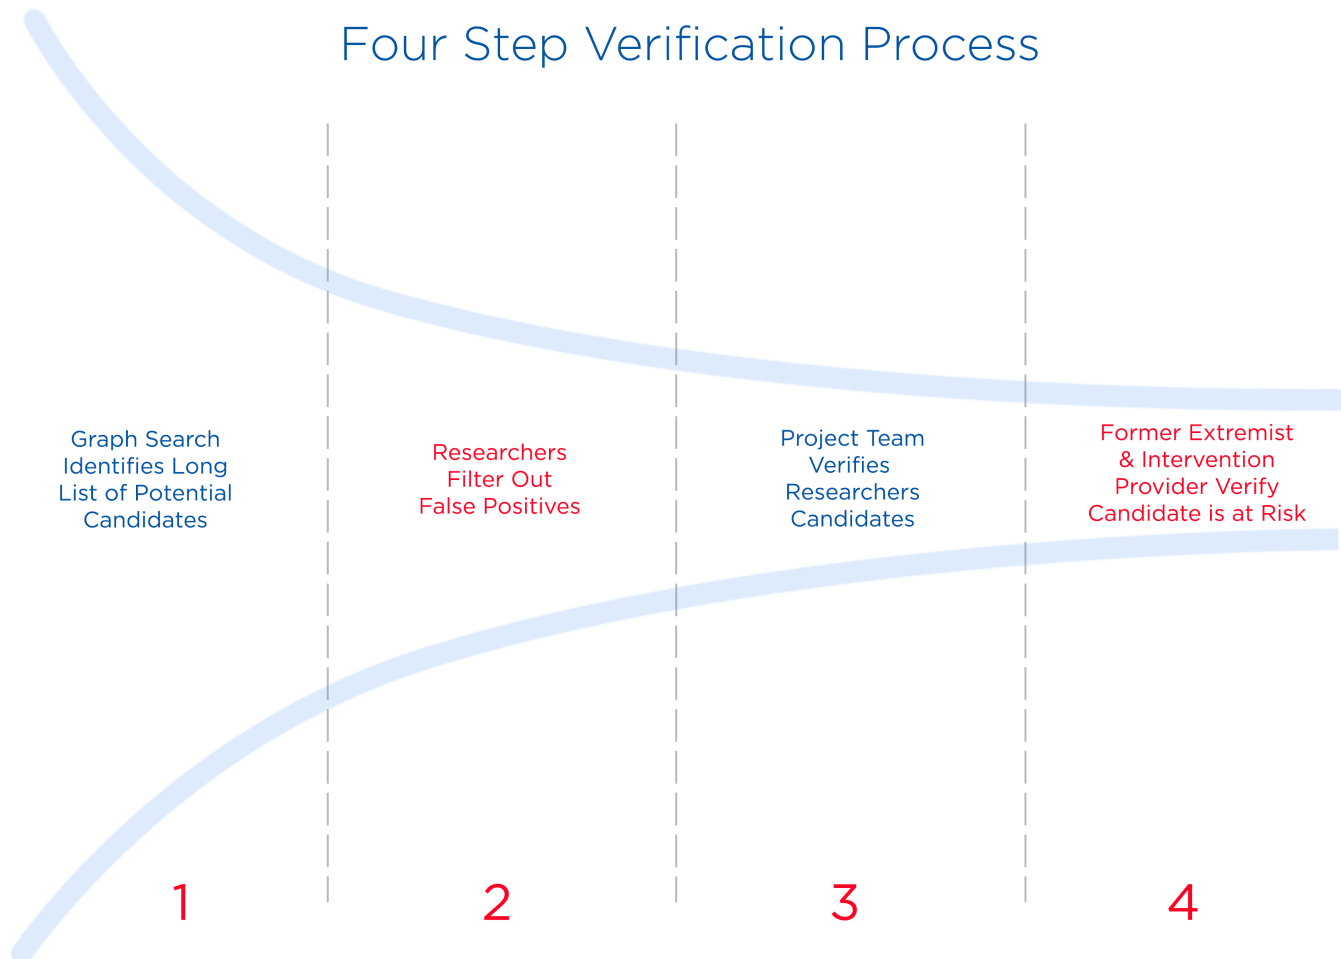 Four Step Verification Process
Graph Search
Identifies Long
List of Potential
Candidates
Researchers
Filter Out
False Positives
Project Team
Verifies
Researchers
Candidates
Former Extremist
& Intervention
Provider Verify
Candidate is at Risk
1
2
3
4